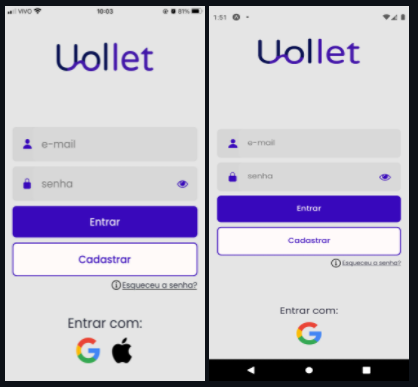 VIVO 10:03 81%
Uollet
e-mail
senha
Entrar
Cadastrar
Esqueceu a senha?
Entrar com:
1:51
Uollet
e-mail
senha
Entrar
Cadastrar
Esqueceu a senha?
Entrar com: